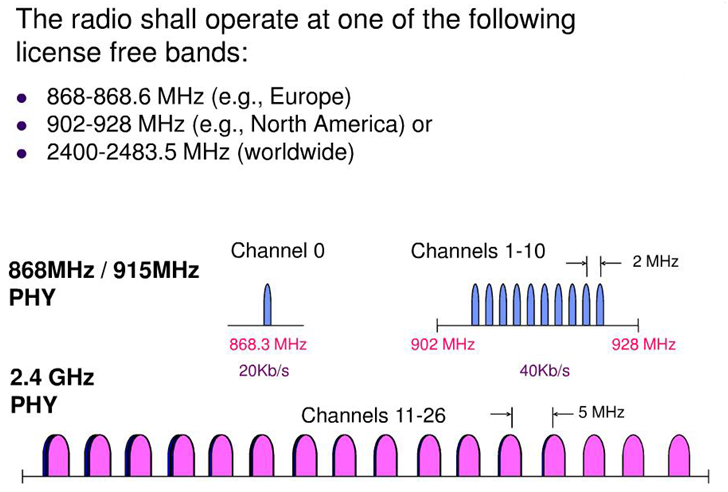 The radio shall operate at one of the following
license free bands:
• 868-868.6 MHz (e.g., Europe)
• 902-928 MHz (e.g., North America) or
• 2400-2483.5 MHz (worldwide)
868MHz / 915MHz
PHY
Channel 0
868.3 MHz
20Kb/s
Channels 1-10
2 MHz
902 MHz
928 MHz
40Kb/s
2.4 GHz
PHY
Channels 11-26
5 MHz